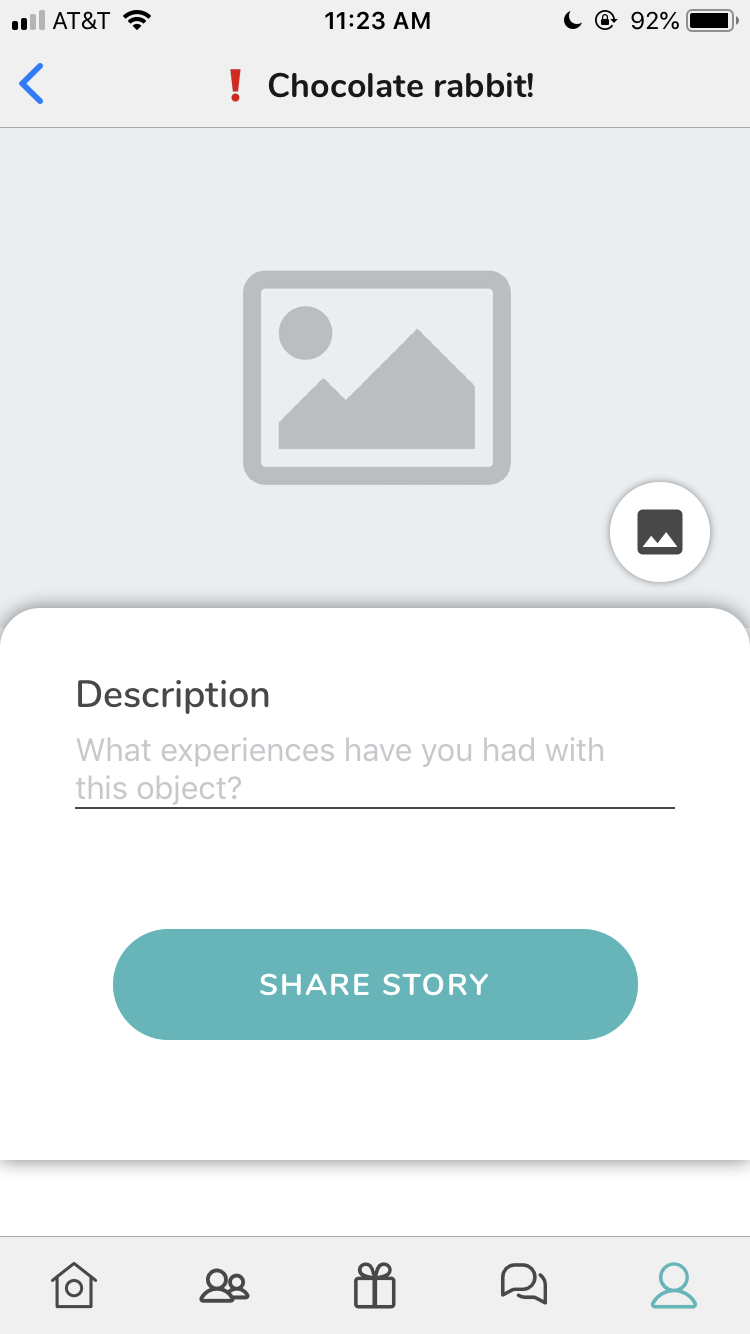 AT&T 11:23 AM 92%
❗ Chocolate rabbit!
Description
What experiences have you had with
this object?
SHARE STORY